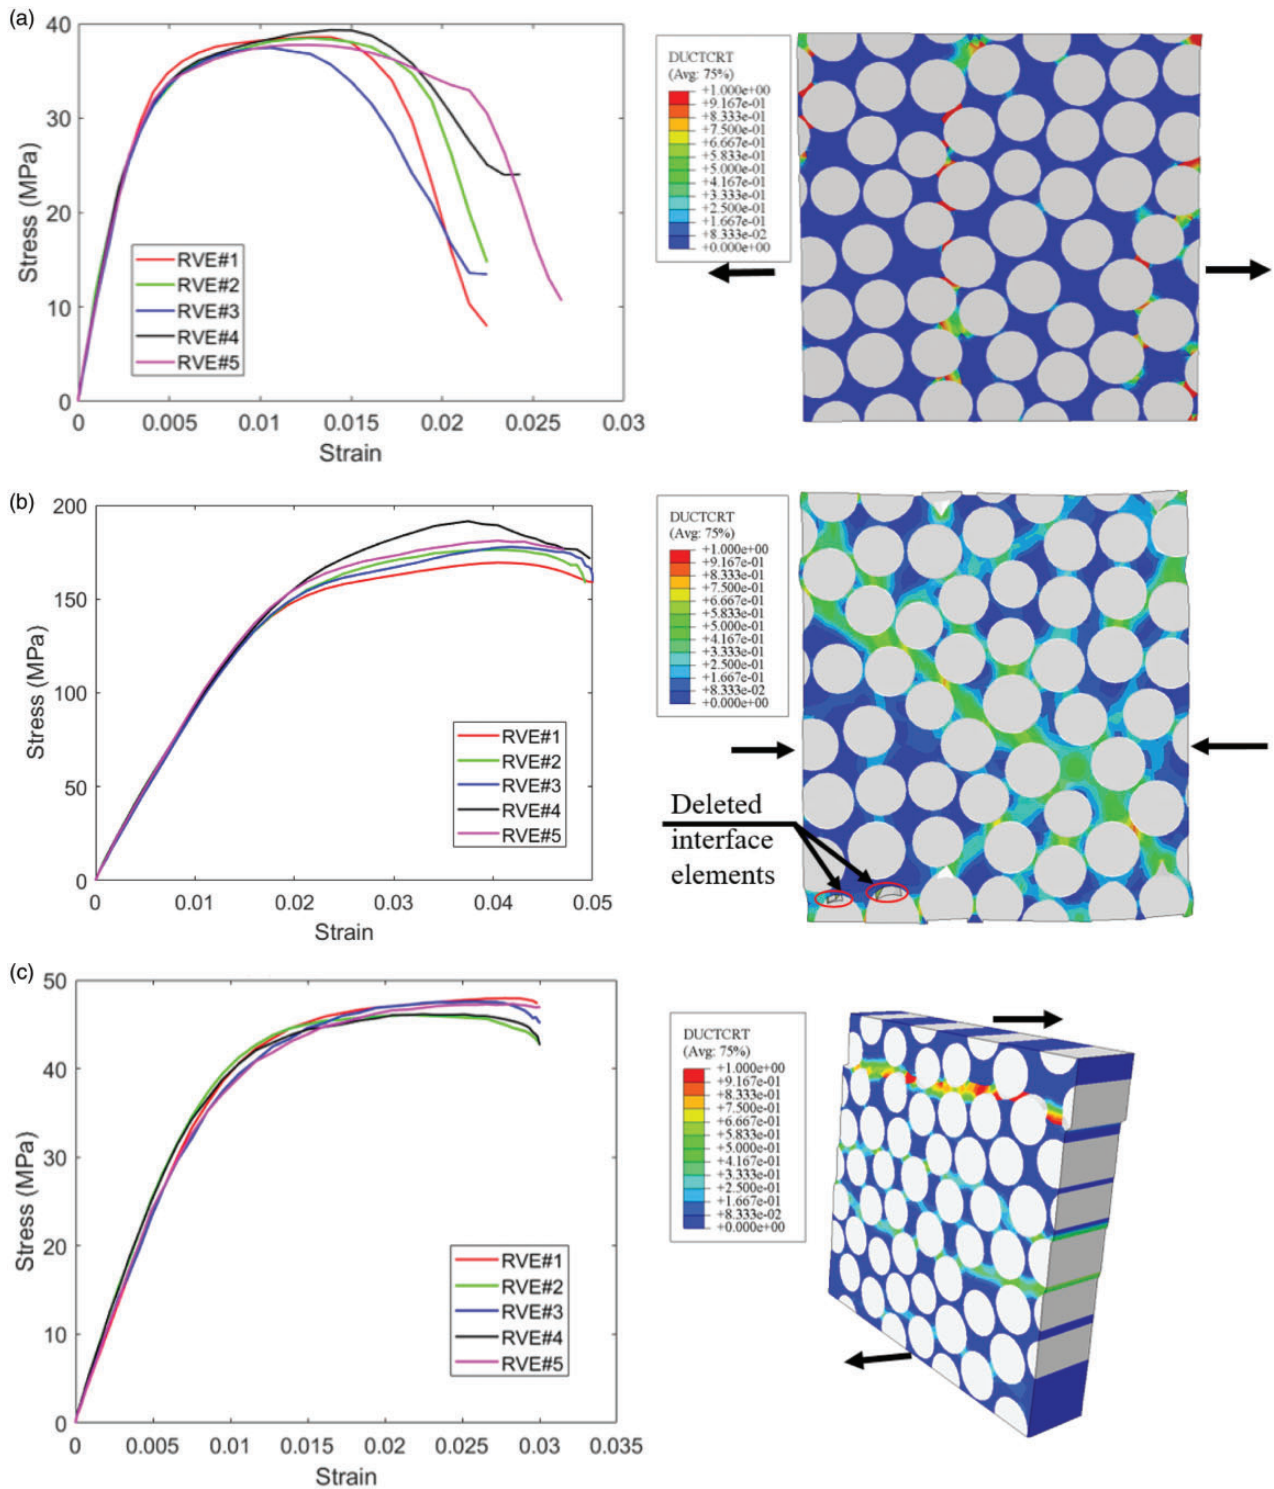 (a)
40
30
20
10
0
Stress (MPa)
RVE#1
RVE#2
RVE#3
RVE#4
RVE#5
0
0.005
0.01
0.015
0.02
0.025
0.03
Strain
DUCTCRT
(Avg: 75%)
+1.000e+00
+9.167e-01
+8.333e-01
+7.500e-01
+6.667e-01
+5.833e-01
+5.000e-01
+4.167e-01
+3.333e-01
+2.500e-01
+1.667e-01
+8.333e-02
+0.000e+00
(b)
200
150
100
50
0
Stress (MPa)
RVE#1
RVE#2
RVE#3
RVE#4
RVE#5
0
0.01
0.02
0.03
0.04
0.05
Strain
DUCTCRT
(Avg: 75%)
+1.000e+00
+9.167e-01
+8.333e-01
+7.500e-01
+6.667e-01
+5.833e-01
+5.000e-01
+4.167e-01
+3.333e-01
+2.500e-01
+1.667e-01
+8.333e-02
+0.000e+00
Deleted
interface
elements
(c)
50
40
30
20
10
0
Stress (MPa)
RVE#1
RVE#2
RVE#3
RVE#4
RVE#5
0
0.005
0.01
0.015
0.02
0.025
0.03
0.035
Strain
DUCTCRT
(Avg: 75%)
+1.000e+00
+9.167e-01
+8.333e-01
+7.500e-01
+6.667e-01
+5.833e-01
+5.000e-01
+4.167e-01
+3.333e-01
+2.500e-01
+1.667e-01
+8.333e-02
+0.000e+00